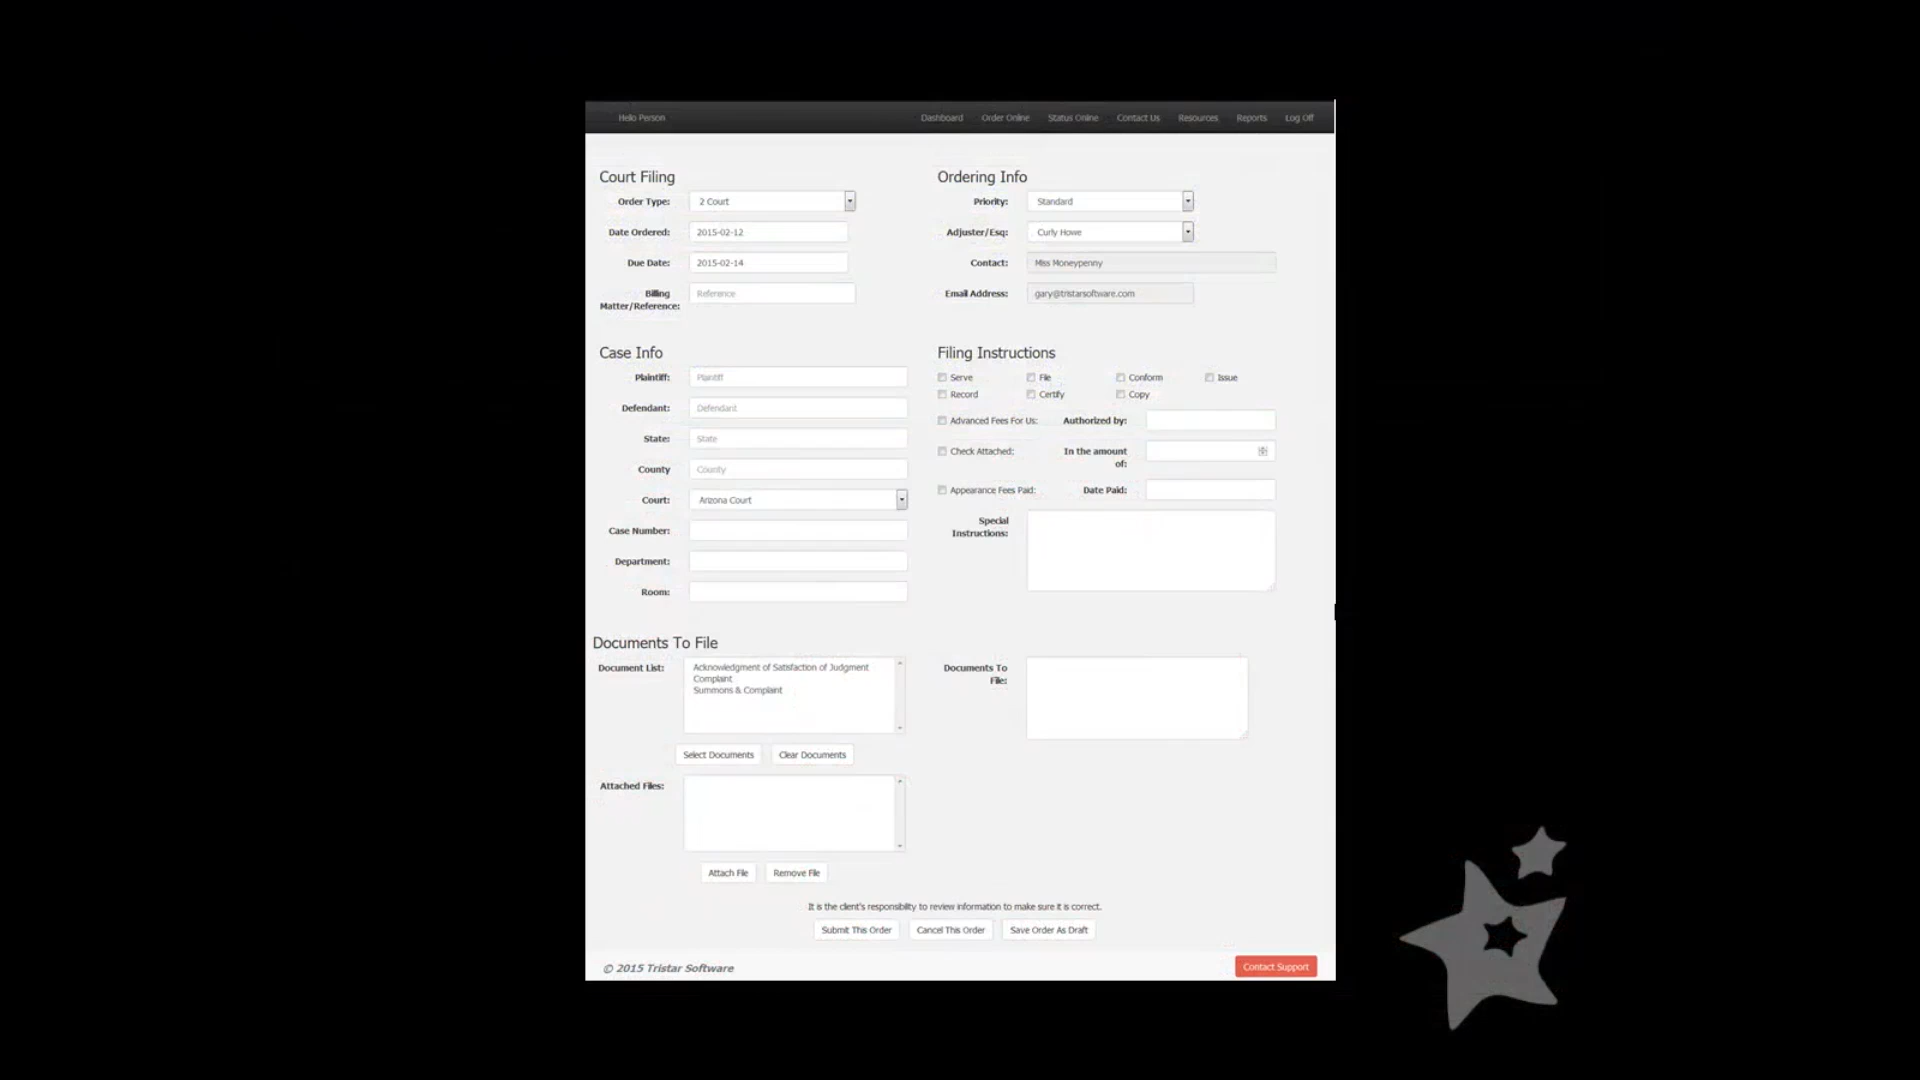 Hello Person
Dashboard Order Online Status Online Contact Us Resources Reports Log Off
Court Filing
Order Type: 2 Court
Date Ordered: 2015-02-12
Due Date: 2015-02-14
Billing Matter/Reference: Reference
Ordering Info
Priority: Standard
Adjuster/Esq: Curly Howe
Contact: Miss Moneypenny
Email Address: gary@tristarsoftware.com
Case Info
Plaintiff: Plaintiff
Defendant: Defendant
State: State
County County
Court: Arizona Court
Case Number:
Department:
Room:
Filing Instructions
Serve File Conform Issue
Record Certify Copy
Advanced Fees For Us: Authorized by:
Check Attached: In the amount of:
Appearance Fees Paid: Date Paid:
Special Instructions:
Documents To File
Document List: Acknowledgment of Satisfaction of Judgment
Complaint
Summons & Complaint
Documents To File:
Select Documents Clear Documents
Attached Files:
Attach File Remove File
It is the client's responsibility to review information to make sure it is correct.
Submit This Order Cancel This Order Save Order As Draft
© 2015 Tristar Software
Contact Support